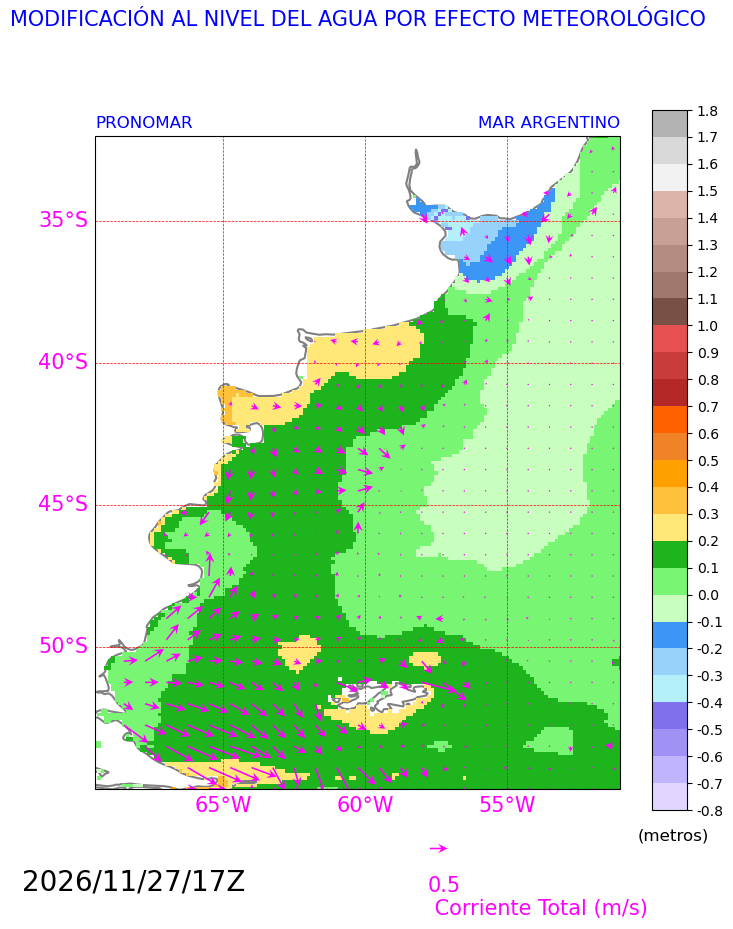 MODIFICACIÓN AL NIVEL DEL AGUA POR EFECTO METEOROLÓGICO
PRONOMAR MAR ARGENTINO
1.8
1.7
1.6
1.5
1.4
1.3
1.2
1.1
1.0
0.9
0.8
0.7
0.6
0.5
0.4
0.3
0.2
0.1
0.0
-0.1
-0.2
-0.3
-0.4
-0.5
-0.6
-0.7
-0.8
(metros)
35°S
40°S
45°S
50°S
65°W 60°W 55°W
2026/11/27/17Z
0.5
Corriente Total (m/s)